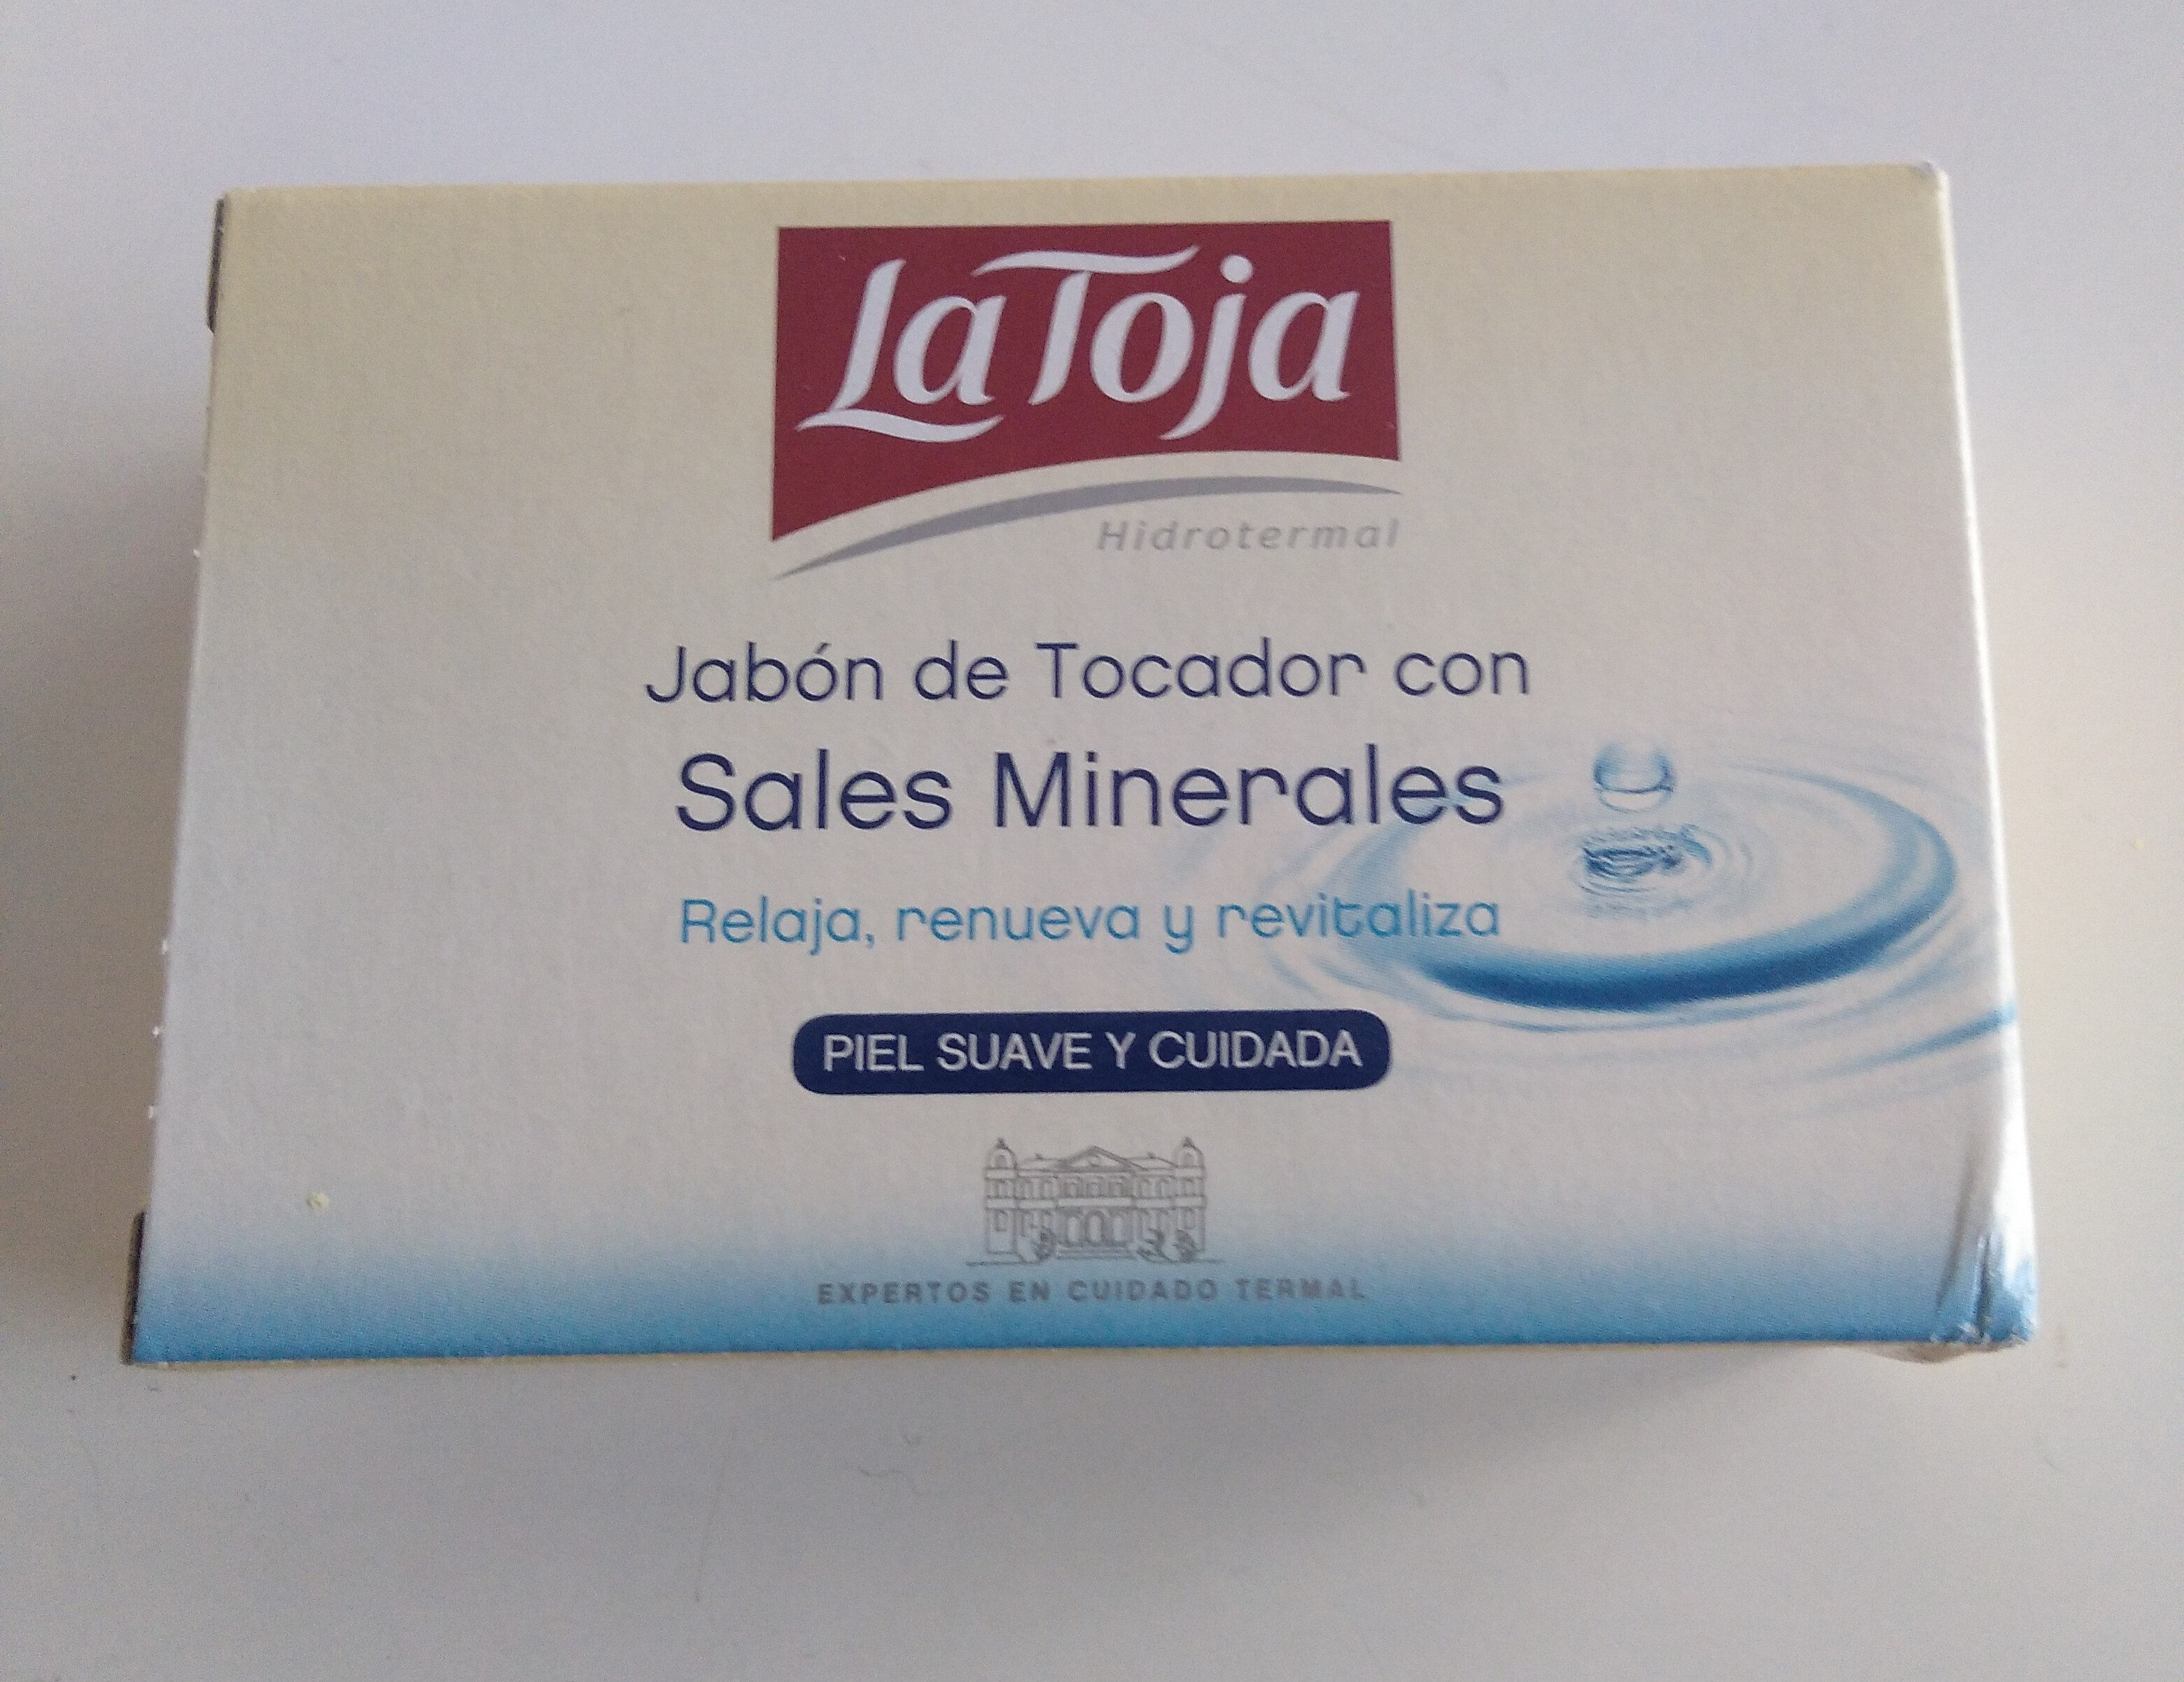 La Toja
Hidrotermal
Jabón de Tocador con
Sales Minerales
Relaja, renueva y revitaliza
PIEL SUAVE Y CUIDADA
EXPERTOS EN CUIDADO TERMAL